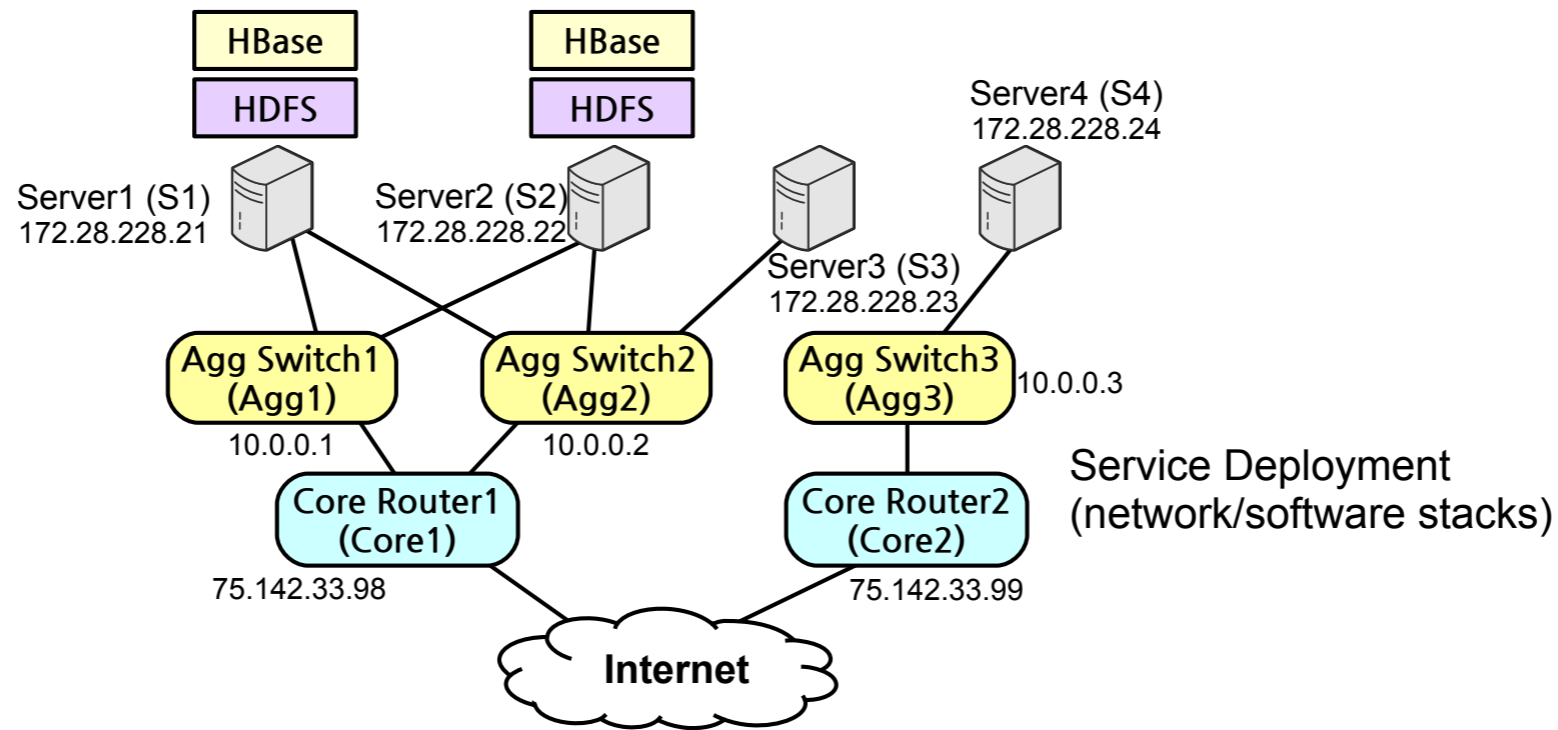 HBase
HBase
HDFS
HDFS
Server4 (S4)
172.28.228.24
Server1 (S1)
172.28.228.21
Server2 (S2)
172.28.228.22
Server3 (S3)
172.28.228.23
Agg Switch1
(Agg1)
Agg Switch2
(Agg2)
Agg Switch3
(Agg3)
10.0.0.3
10.0.0.1
10.0.0.2
Core Router1
(Core1)
Core Router2
(Core2)
Service Deployment
(network/software stacks)
75.142.33.98
75.142.33.99
Internet